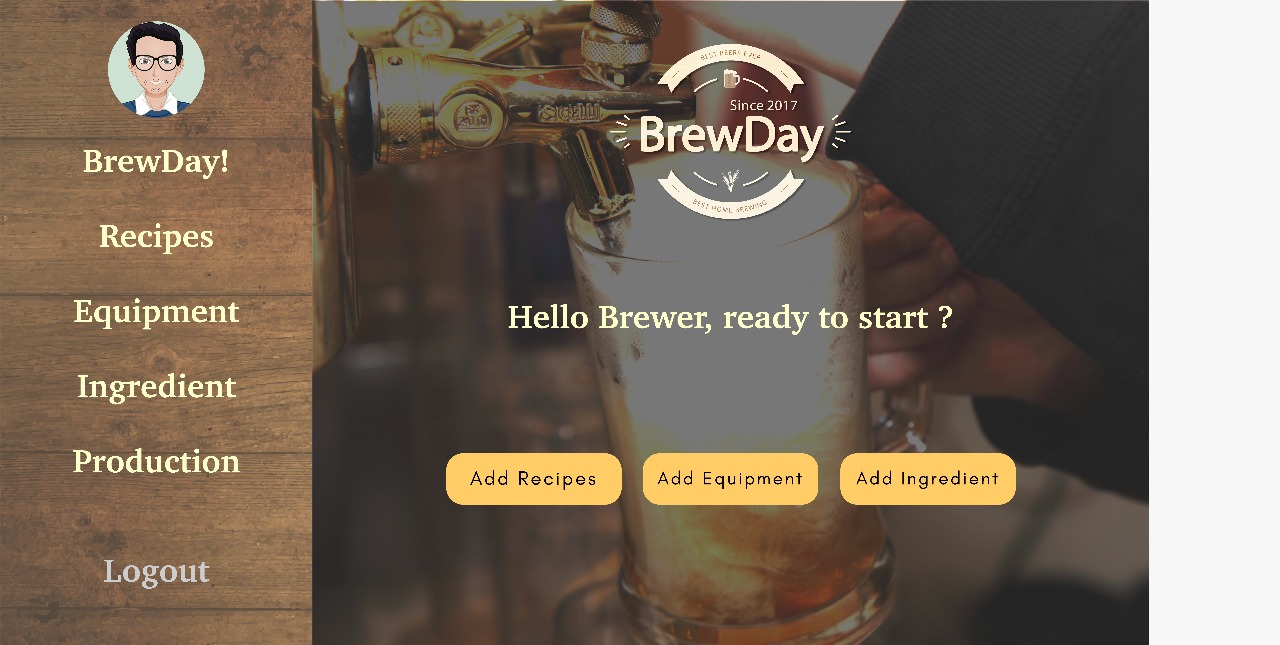 BrewDay!
Recipes
Equipment
Ingredient
Production
Logout
BEST BEERS EVER
Since 2017
BrewDay
BEST HOME BREWING
Hello Brewer, ready to start ?
Add Recipes
Add Equipment
Add Ingredient